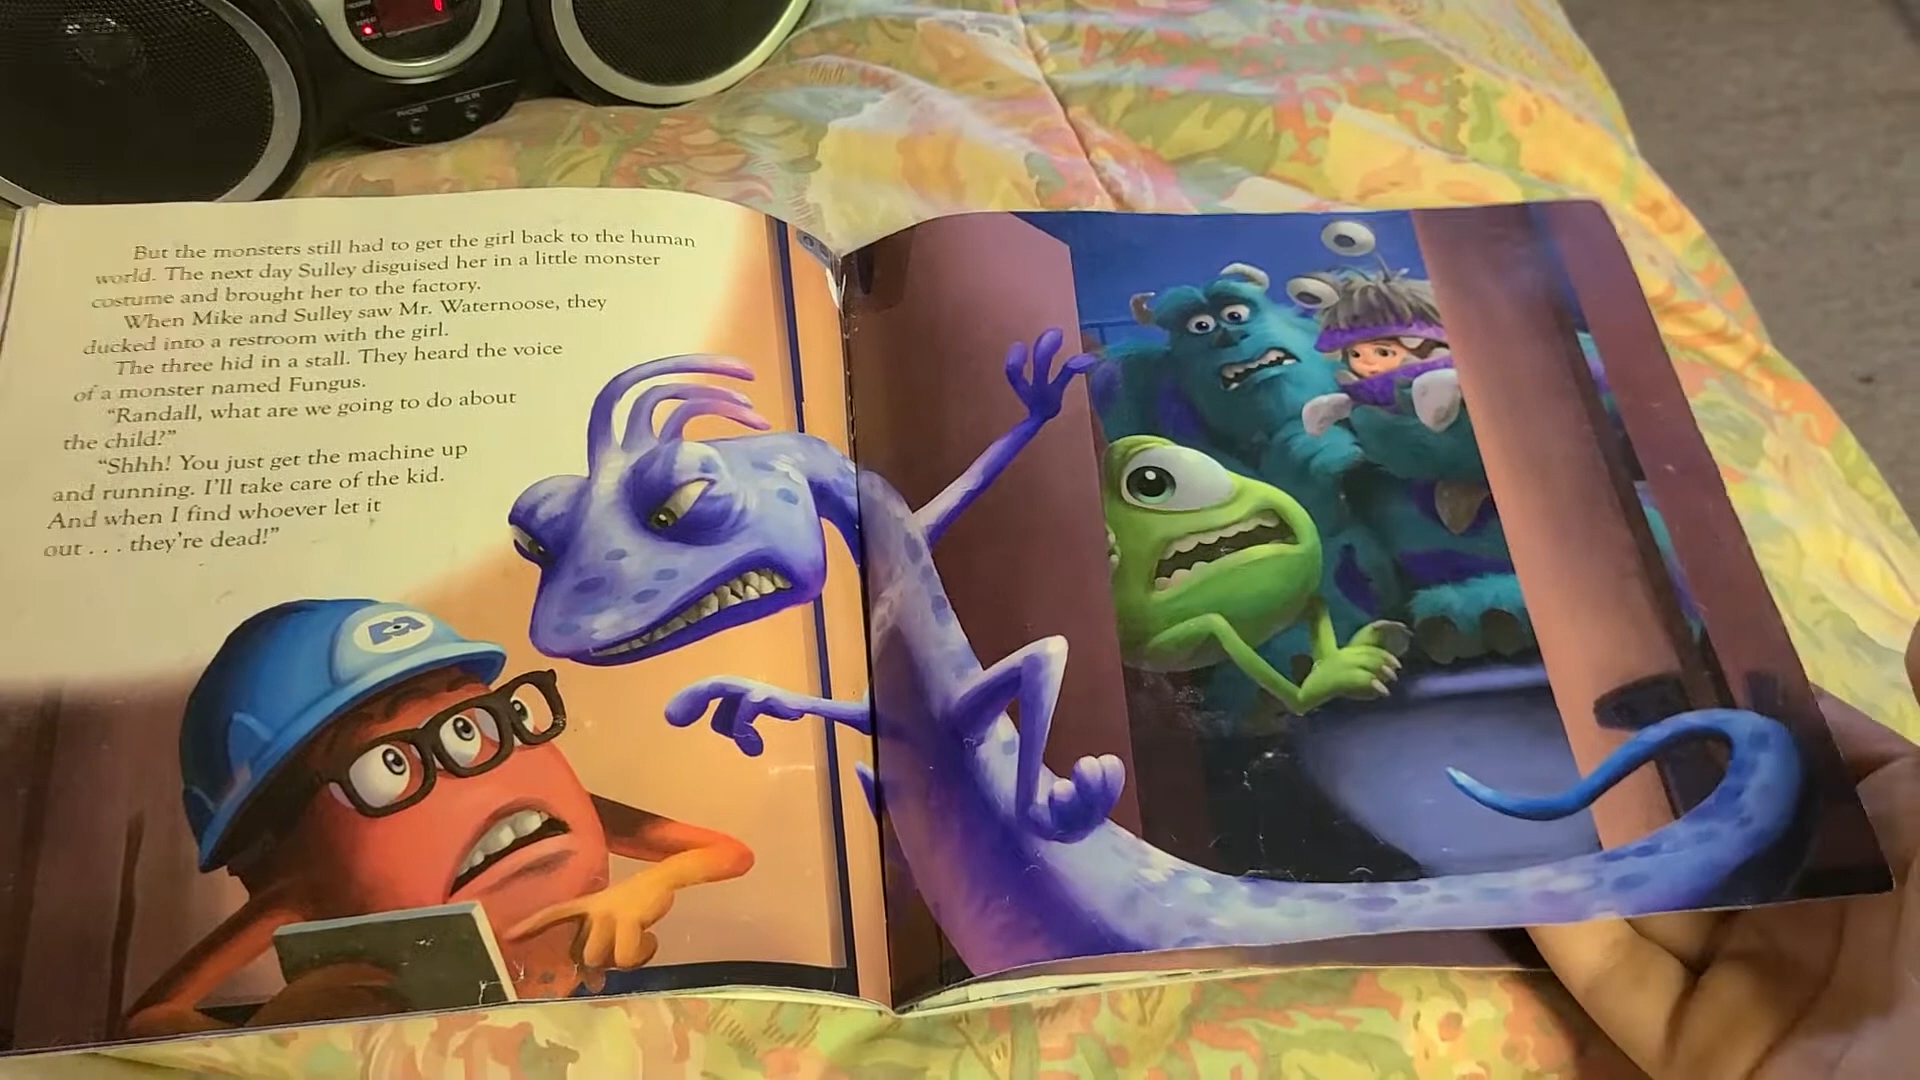 REPEAT
PHONES
AUX IN
But the monsters still had to get the girl back to the human
world. The next day Sulley disguised her in a little monster
costume and brought her to the factory.
When Mike and Sulley saw Mr. Waternoose, they
ducked into a restroom with the girl.
The three hid in a stall. They heard the voice
of a monster named Fungus.
“Randall, what are we going to do about
the child?”
“Shhh! You just get the machine up
and running. I’ll take care of the kid.
And when I find whoever let it
out . . . they’re dead!”
M